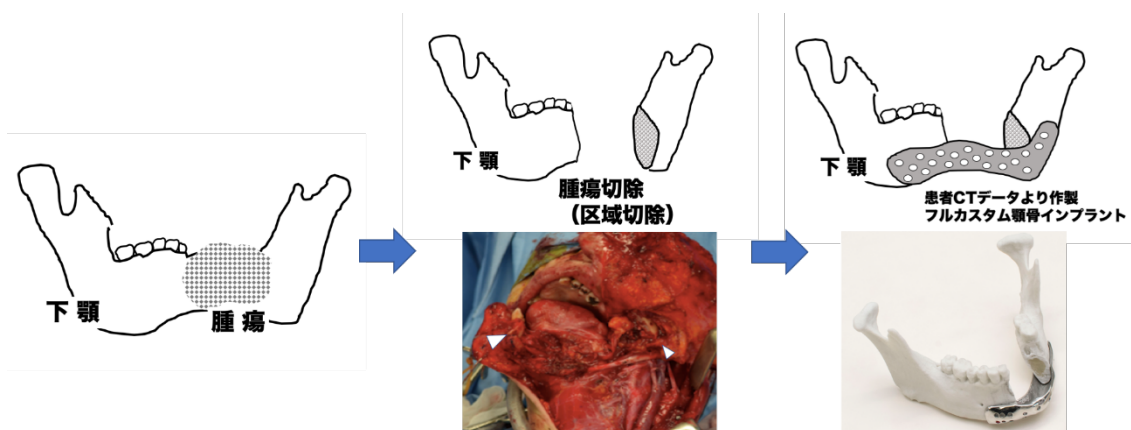 下 顎
腫 瘍
下 顎
腫瘍切除
(区域切除)
下 顎
患者CTデータより作製
フルカスタム顎骨インプラント